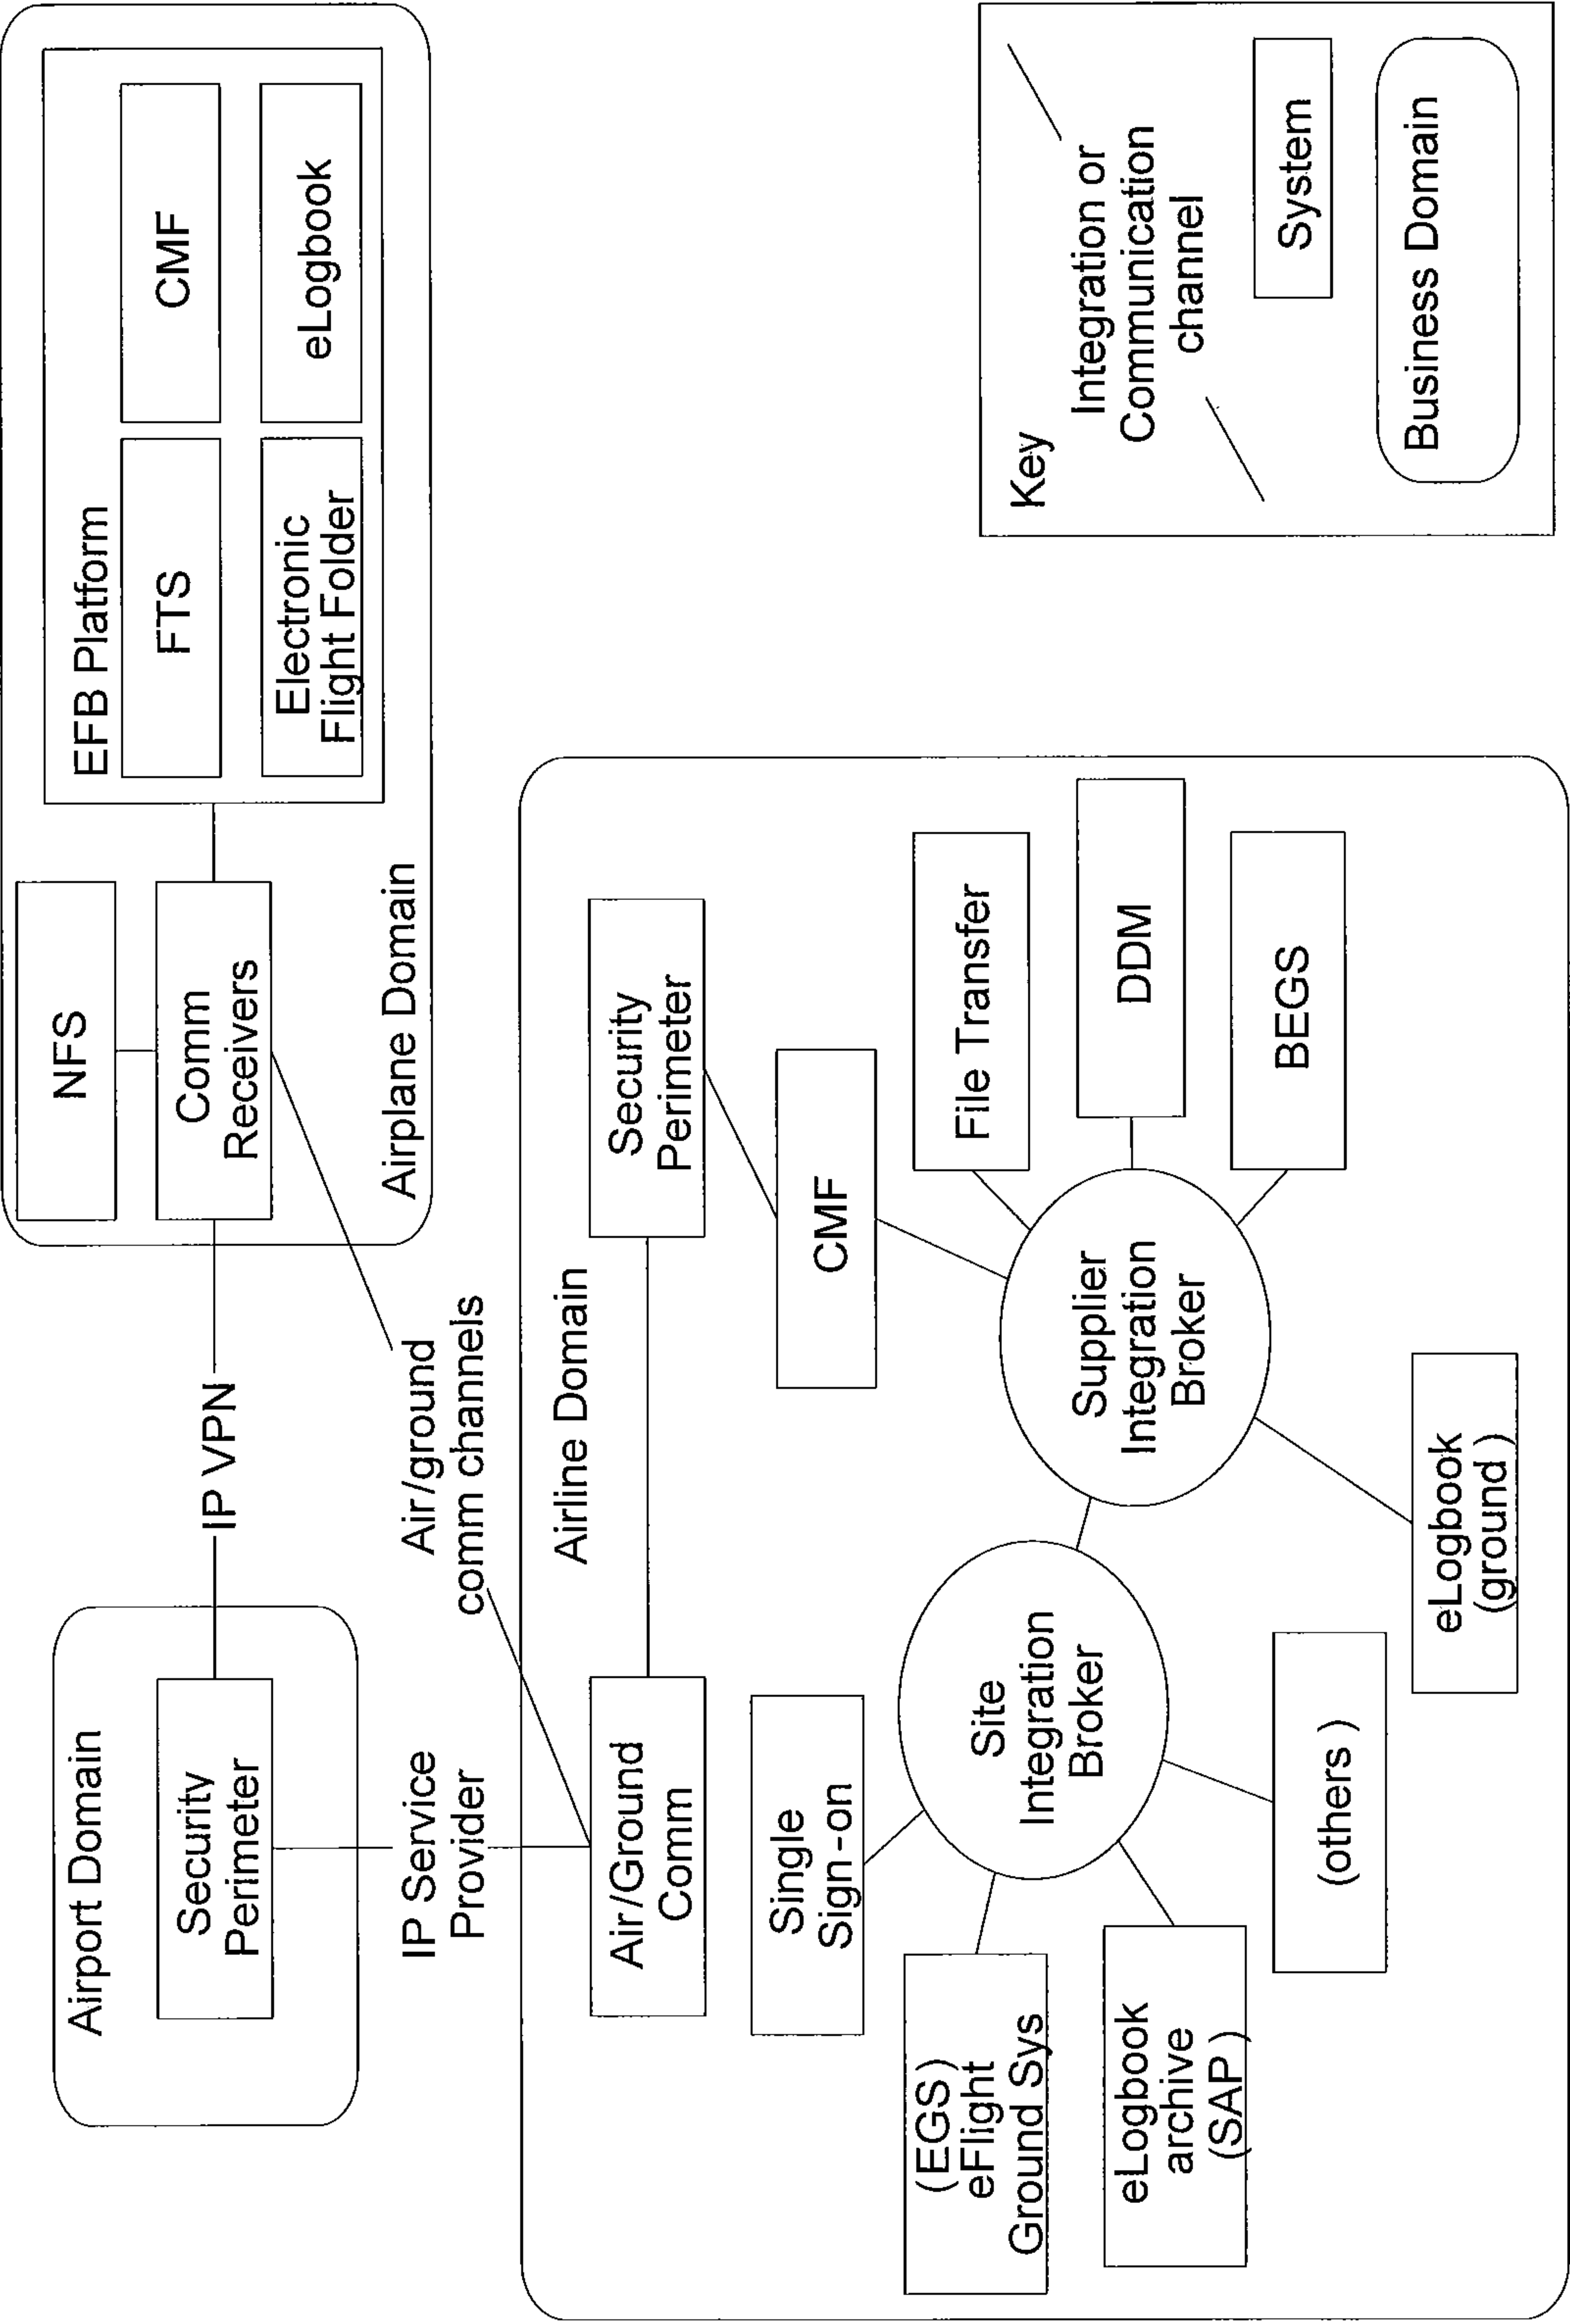 Airport Domain
Security
Perimeter
IP VPN
NFS
Comm
Receivers
Airplane Domain
EFB Platform
FTS
CMF
Electronic
Flight Folder
eLogbook
IP Service
Provider
Air/ground
comm channels
Airline Domain
Air/Ground
Comm
Security
Perimeter
Single
Sign-on
CMF
(EGS)
eFlight
Ground Sys
Site
Integration
Broker
File Transfer
eLogbook
archive
(SAP)
Supplier
Integration
Broker
DDM
(others )
BEGS
eLogbook
(ground )
Key
Integration or
Communication
channel
System
Business Domain